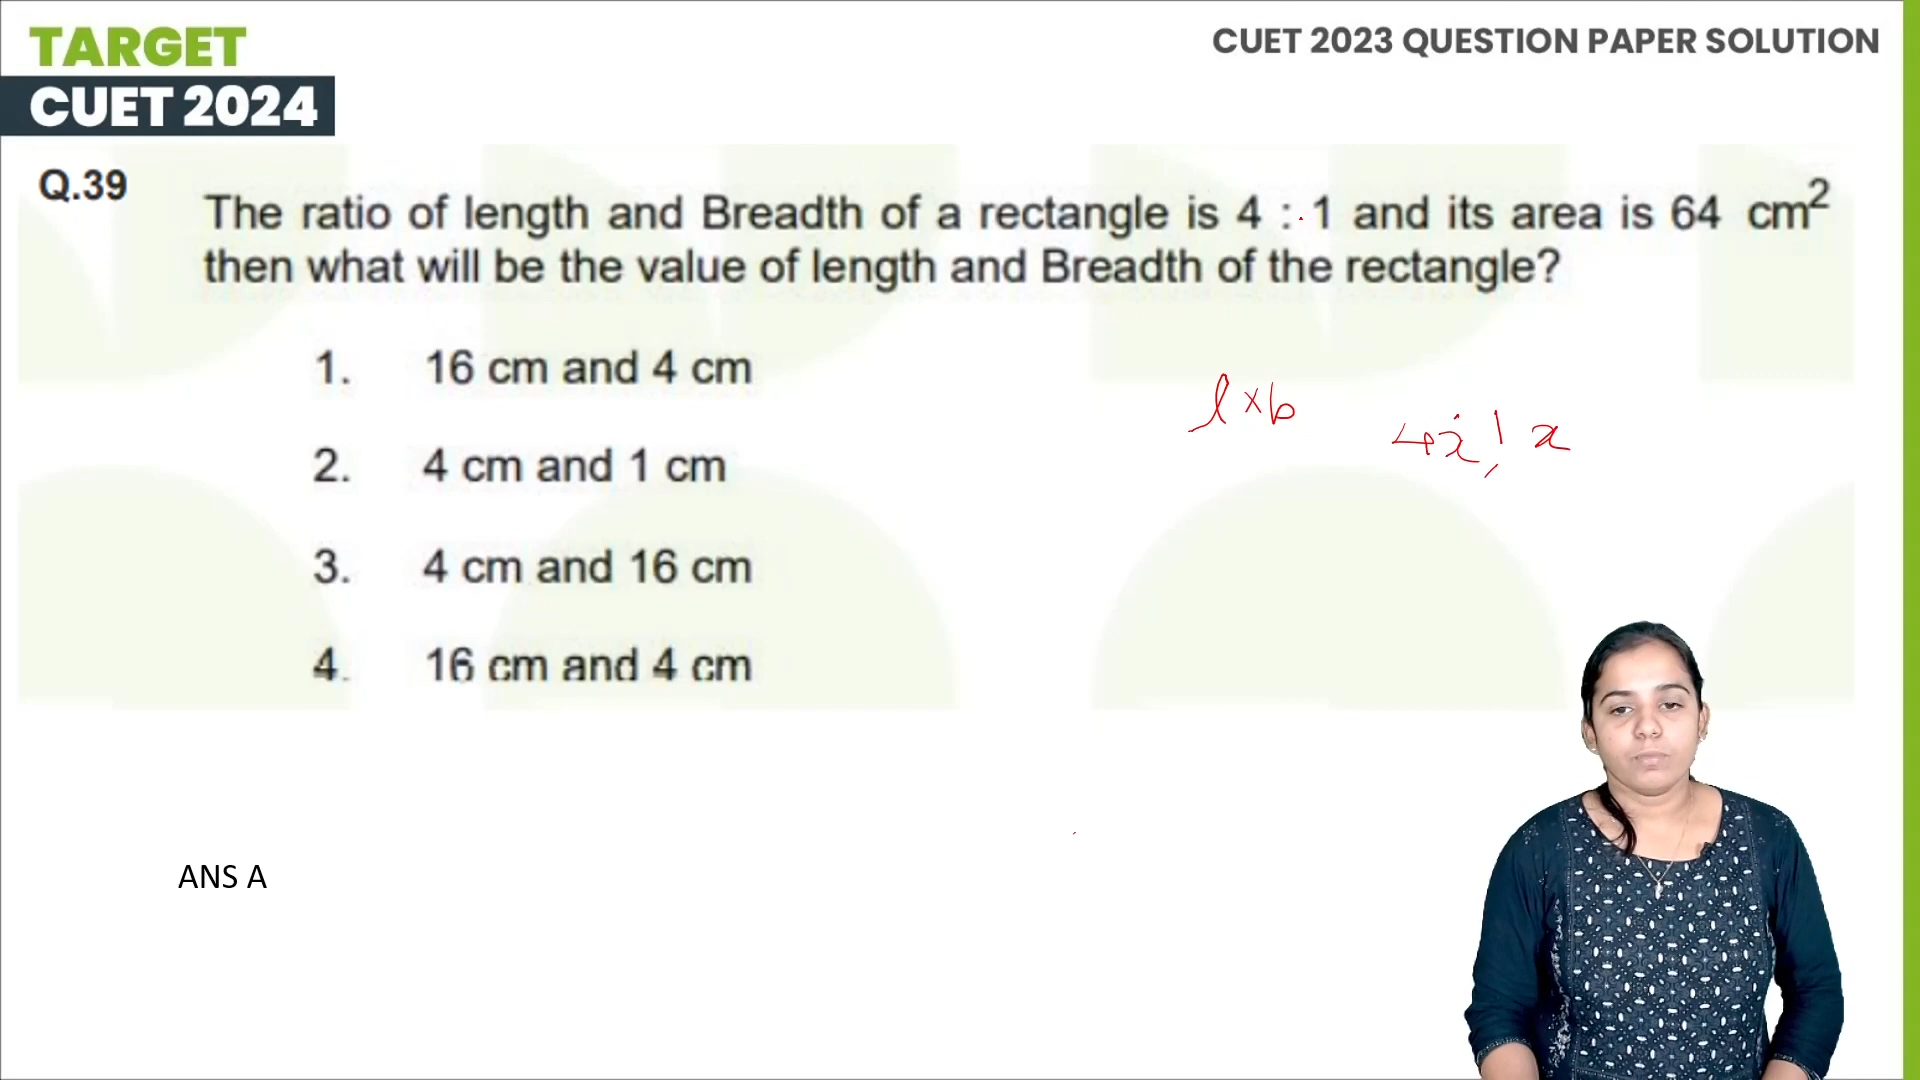 TARGET
CUET 2024
CUET 2023 QUESTION PAPER SOLUTION
Q.39
The ratio of length and Breadth of a rectangle is 4 : 1 and its area is 64 cm²
then what will be the value of length and Breadth of the rectangle?
1. 16 cm and 4 cm
2. 4 cm and 1 cm
3. 4 cm and 16 cm
4. 16 cm and 4 cm
l×b
4x, x
ANS A